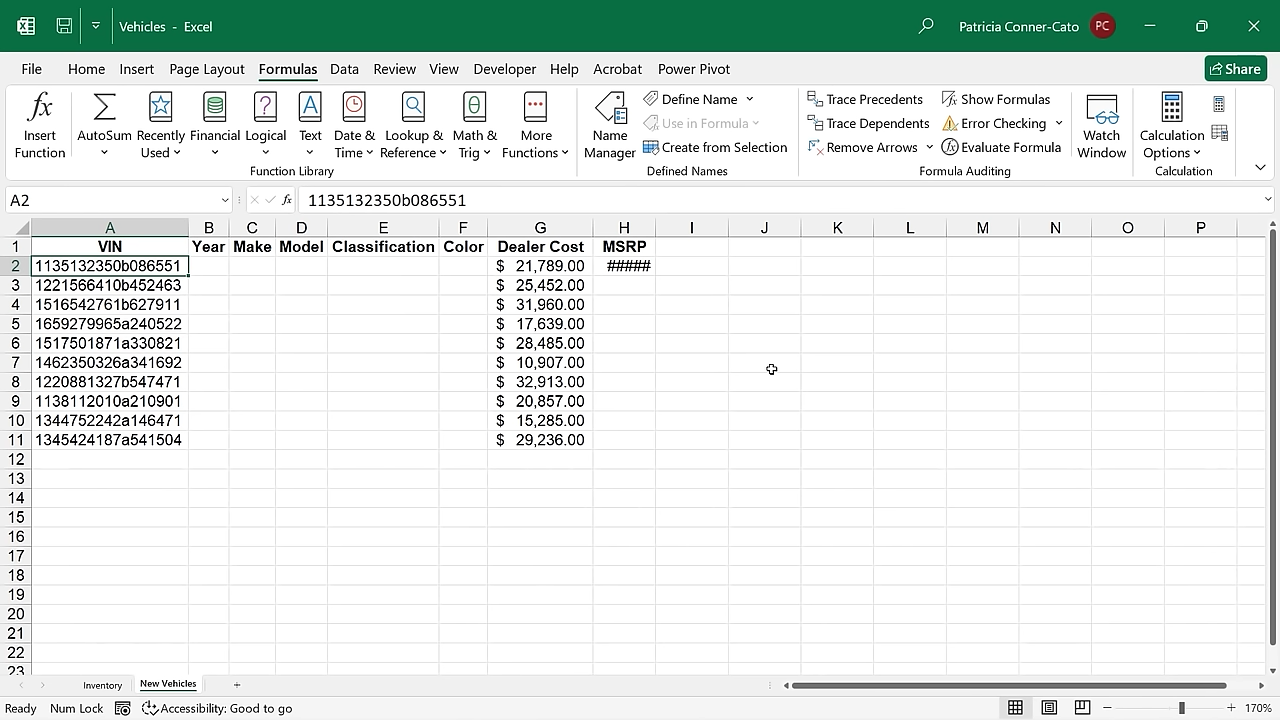 Vehicles - Excel
Patricia Conner-Cato PC
File Home Insert Page Layout Formulas Data Review View Developer Help Acrobat Power Pivot Share
Insert Function
AutoSum
Recently Used
Financial
Logical
Text
Date & Time
Lookup & Reference
Math & Trig
More Functions
Function Library
Name Manager
Define Name
Use in Formula
Create from Selection
Defined Names
Trace Precedents
Trace Dependents
Remove Arrows
Show Formulas
Error Checking
Evaluate Formula
Formula Auditing
Watch Window
Calculation Options
Calculation
A2 fx 1135132350b086551
A B C D E F G H I J K L M N O P
1 VIN Year Make Model Classification Color Dealer Cost MSRP
2 1135132350b086551 $ 21,789.00 #####
3 1221566410b452463 $ 25,452.00
4 1516542761b627911 $ 31,960.00
5 1659279965a240522 $ 17,639.00
6 1517501871a330821 $ 28,485.00
7 1462350326a341692 $ 10,907.00
8 1220881327b547471 $ 32,913.00
9 1138112010a210901 $ 20,857.00
10 1344752242a146471 $ 15,285.00
11 1345424187a541504 $ 29,236.00
12
13
14
15
16
17
18
19
20
21
22
23
Inventory New Vehicles +
Ready Num Lock Accessibility: Good to go 170%